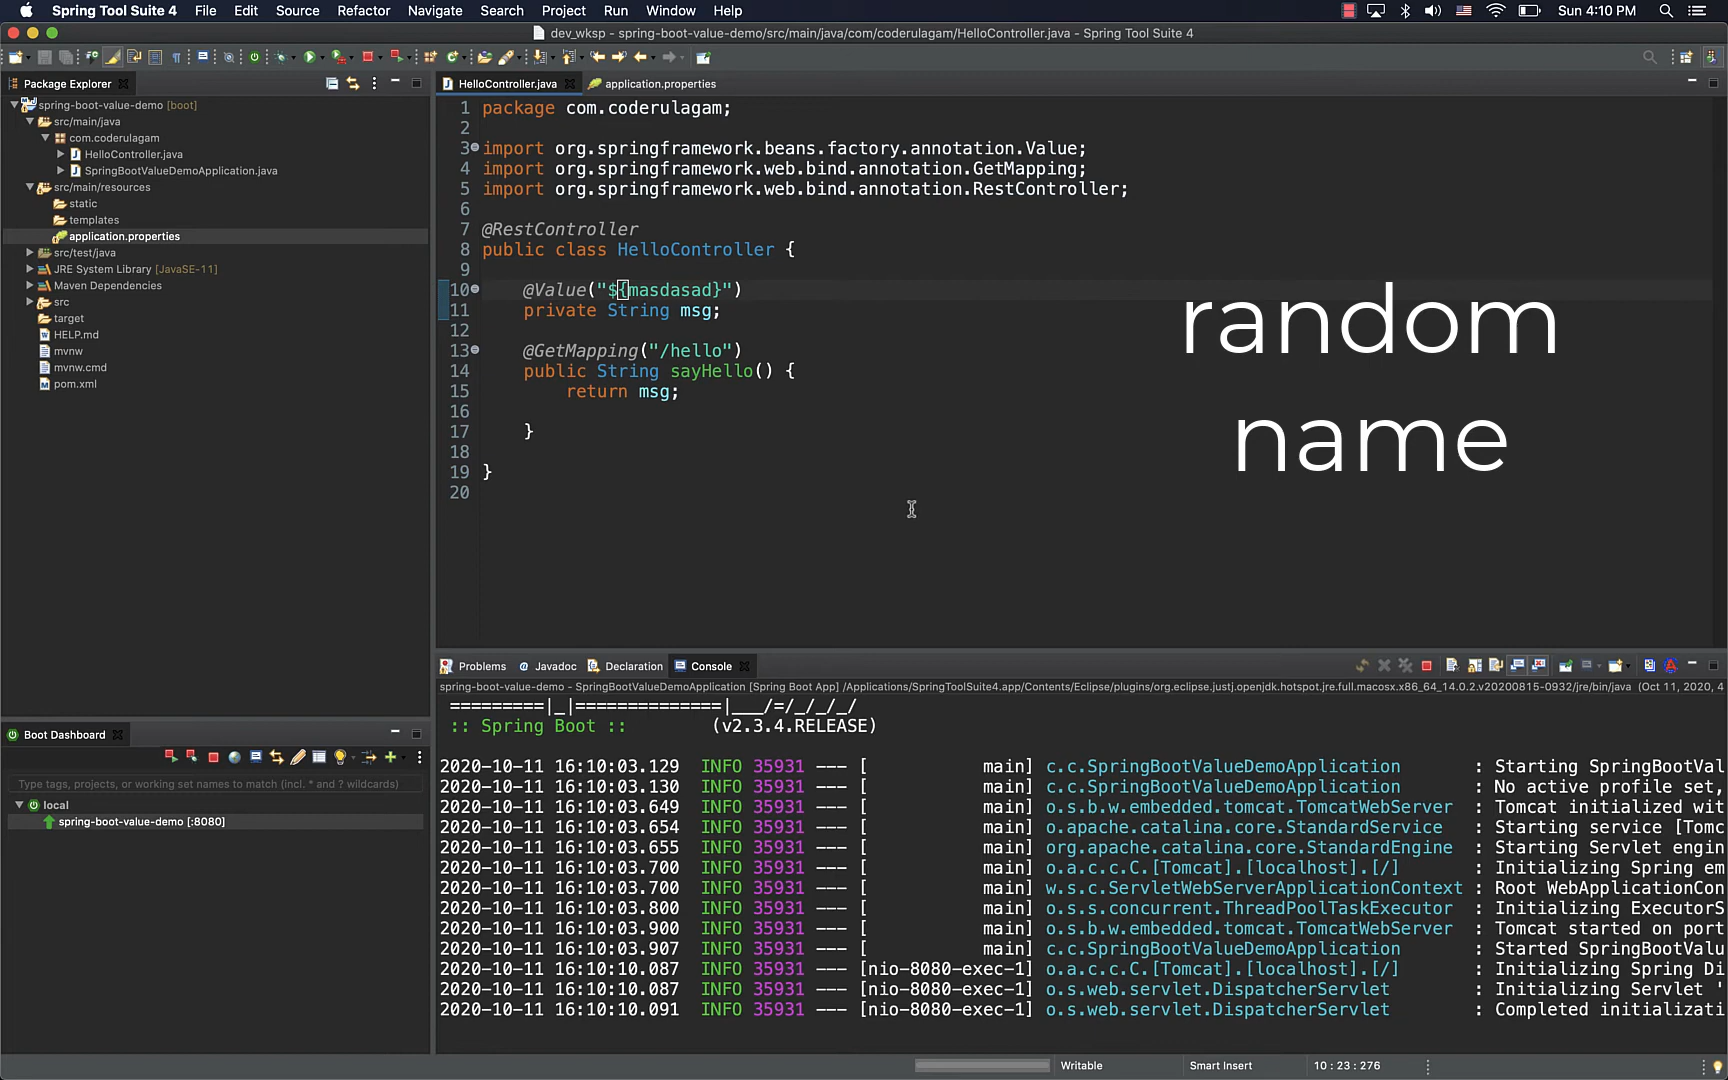 Spring Tool Suite 4 File Edit Source Refactor Navigate Search Project Run Window Help Sun 4:10 PM
dev_wksp - spring-boot-value-demo/src/main/java/com/coderulagam/HelloController.java - Spring Tool Suite 4
Package Explorer
spring-boot-value-demo [boot]
src/main/java
com.coderulagam
HelloController.java
SpringBootValueDemoApplication.java
src/main/resources
static
templates
application.properties
src/test/java
JRE System Library [JavaSE-11]
Maven Dependencies
src
target
HELP.md
mvnw
mvnw.cmd
pom.xml
HelloController.java application.properties
1 package com.coderulagam;
2
3 import org.springframework.beans.factory.annotation.Value;
4 import org.springframework.web.bind.annotation.GetMapping;
5 import org.springframework.web.bind.annotation.RestController;
6
7 @RestController
8 public class HelloController {
9
10 @Value("${masdasad}")
11 private String msg;
12
13 @GetMapping("/hello")
14 public String sayHello() {
15 return msg;
16
17 }
18
19 }
20
random
name
Boot Dashboard
Type tags, projects, or working set names to match (incl. * and ? wildcards)
local
spring-boot-value-demo [:8080]
Problems Javadoc Declaration Console
spring-boot-value-demo - SpringBootValueDemoApplication [Spring Boot App] /Applications/SpringToolSuite4.app/Contents/Eclipse/plugins/org.eclipse.justj.openjdk.hotspot.jre.full.macosx.x86_64_14.0.2.v20200815-0932/jre/bin/java (Oct 11, 2020, 4
=========|_|==============|___/=/_/_/_/
:: Spring Boot :: (v2.3.4.RELEASE)
2020-10-11 16:10:03.129 INFO 35931 --- [ main] c.c.SpringBootValueDemoApplication : Starting SpringBootVal
2020-10-11 16:10:03.130 INFO 35931 --- [ main] c.c.SpringBootValueDemoApplication : No active profile set,
2020-10-11 16:10:03.649 INFO 35931 --- [ main] o.s.b.w.embedded.tomcat.TomcatWebServer : Tomcat initialized wit
2020-10-11 16:10:03.654 INFO 35931 --- [ main] o.apache.catalina.core.StandardService : Starting service [Tomc
2020-10-11 16:10:03.655 INFO 35931 --- [ main] org.apache.catalina.core.StandardEngine : Starting Servlet engin
2020-10-11 16:10:03.700 INFO 35931 --- [ main] o.a.c.c.C.[Tomcat].[localhost].[/] : Initializing Spring em
2020-10-11 16:10:03.700 INFO 35931 --- [ main] w.s.c.ServletWebServerApplicationContext : Root WebApplicationCon
2020-10-11 16:10:03.800 INFO 35931 --- [ main] o.s.s.concurrent.ThreadPoolTaskExecutor : Initializing ExecutorS
2020-10-11 16:10:03.900 INFO 35931 --- [ main] o.s.b.w.embedded.tomcat.TomcatWebServer : Tomcat started on port
2020-10-11 16:10:03.907 INFO 35931 --- [ main] c.c.SpringBootValueDemoApplication : Started SpringBootValu
2020-10-11 16:10:10.087 INFO 35931 --- [nio-8080-exec-1] o.a.c.c.C.[Tomcat].[localhost].[/] : Initializing Spring Di
2020-10-11 16:10:10.087 INFO 35931 --- [nio-8080-exec-1] o.s.web.servlet.DispatcherServlet : Initializing Servlet '
2020-10-11 16:10:10.091 INFO 35931 --- [nio-8080-exec-1] o.s.web.servlet.DispatcherServlet : Completed initializati
Writable Smart Insert 10 : 23 : 276